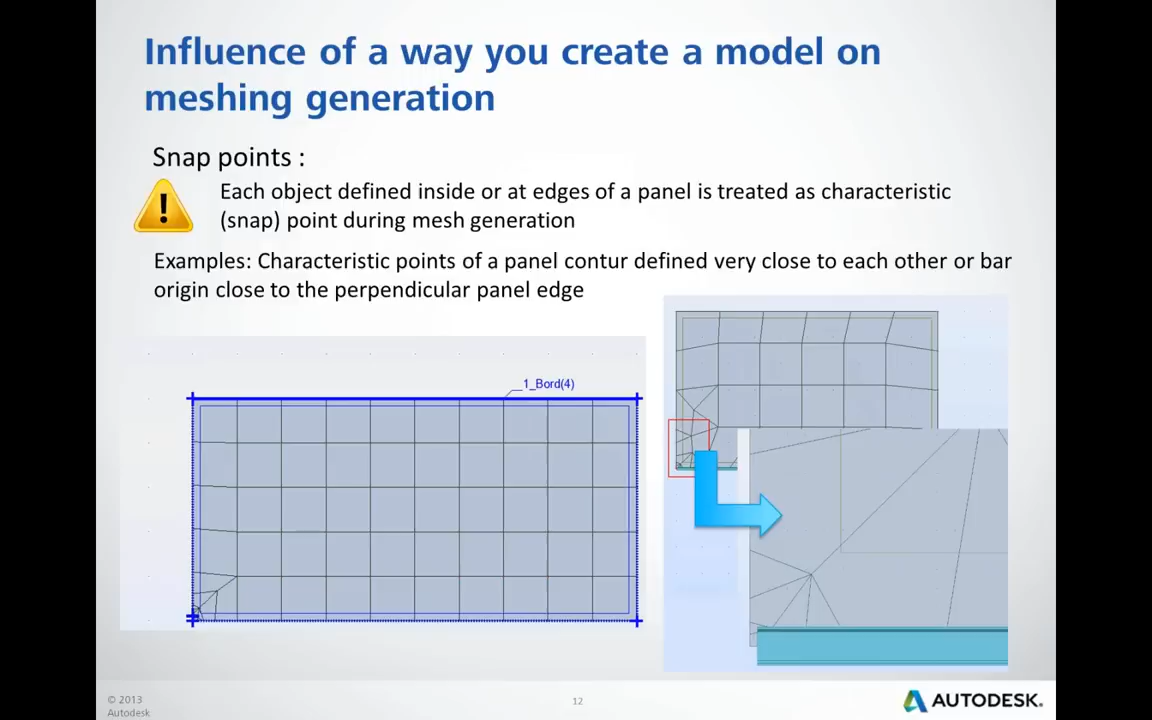 Influence of a way you create a model on
meshing generation
Snap points :
Each object defined inside or at edges of a panel is treated as characteristic
(snap) point during mesh generation
Examples: Characteristic points of a panel contur defined very close to each other or bar
origin close to the perpendicular panel edge
1_Bord(4)
© 2013
Autodesk
12
AUTODESK.